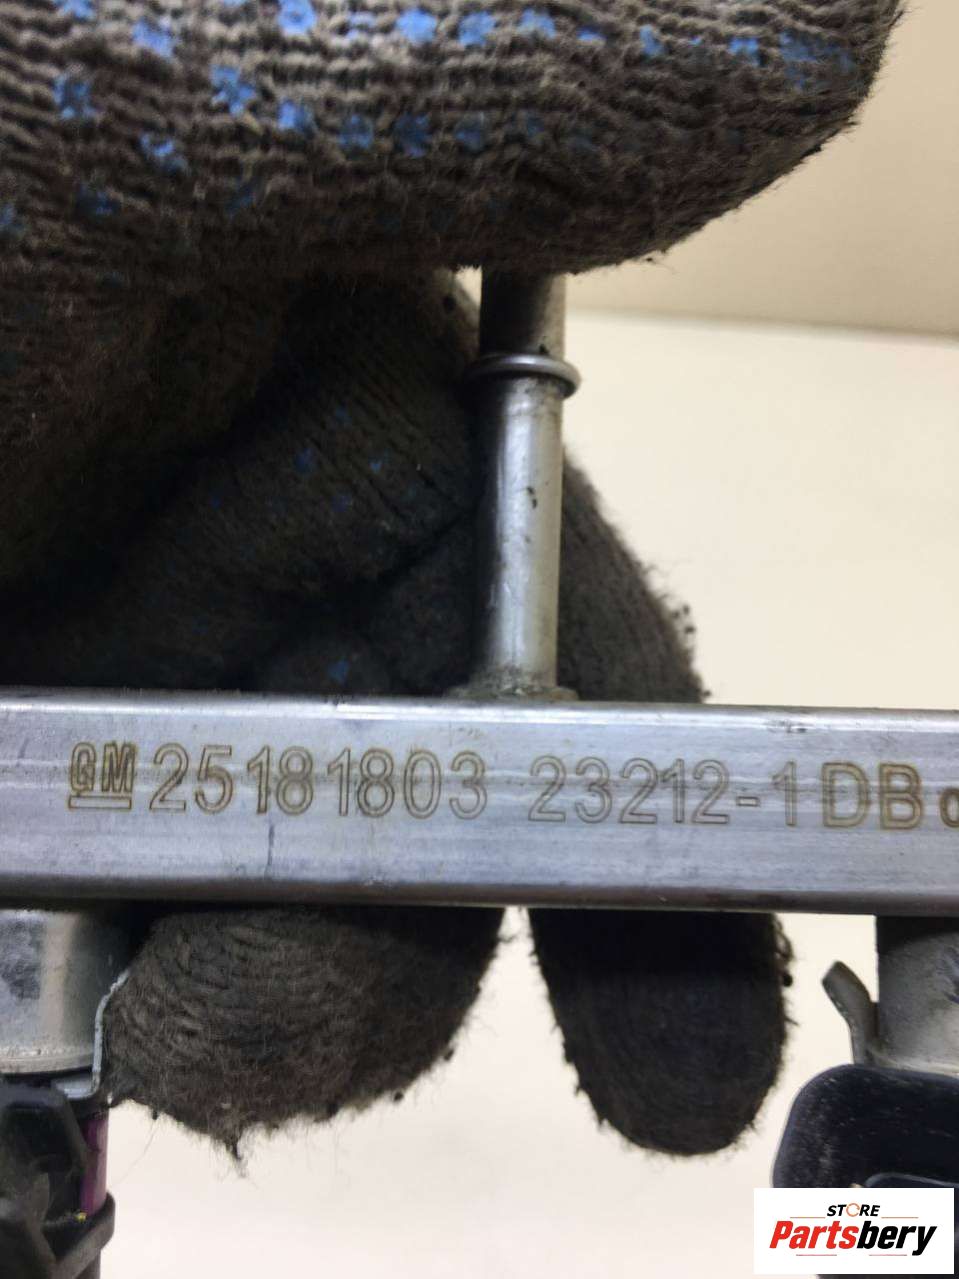 GM 25181803 23212-1DB
STORE
Partsbery